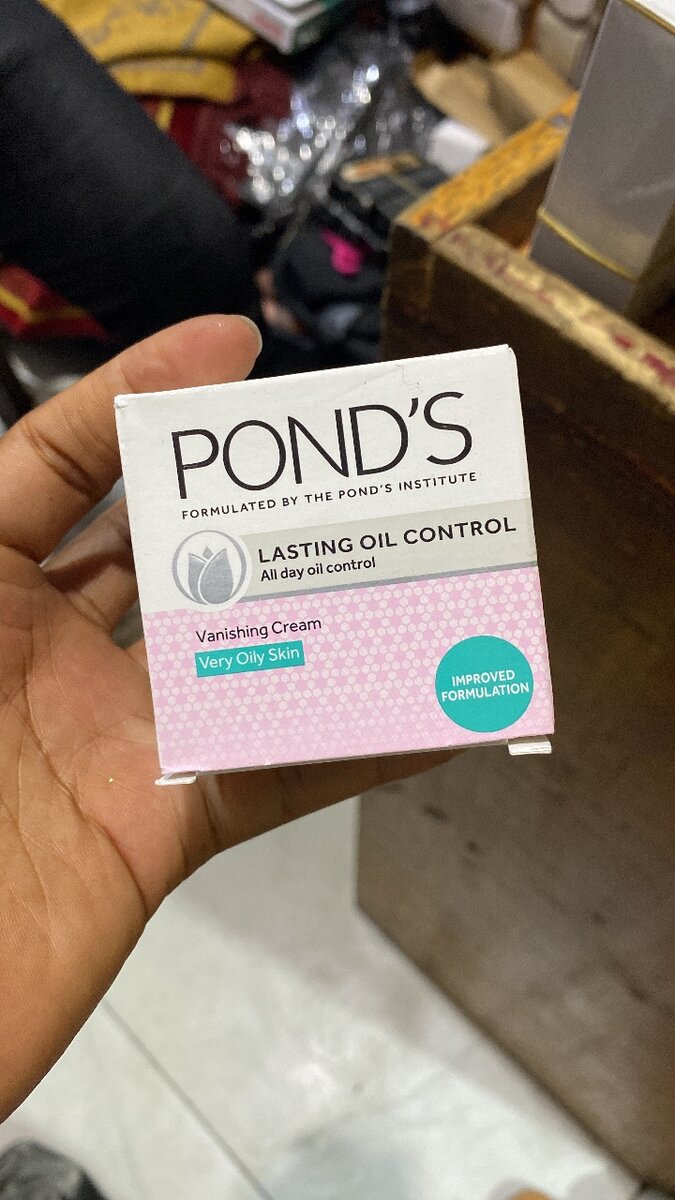 POND'S
FORMULATED BY THE POND'S INSTITUTE
LASTING OIL CONTROL
All day oil control
Vanishing Cream
Very Oily Skin
IMPROVED
FORMULATION